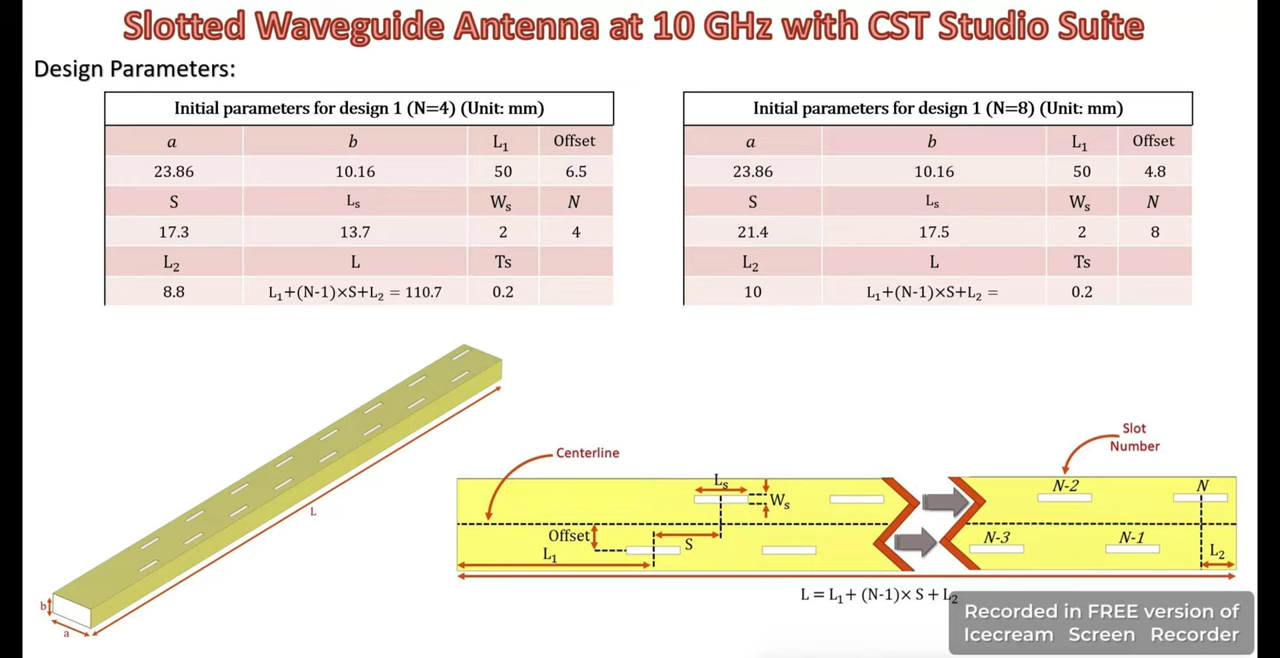 Slotted Waveguide Antenna at 10 GHz with CST Studio Suite
Design Parameters:
Initial parameters for design 1 (N=4) (Unit: mm)
a b L₁ Offset
23.86 10.16 50 6.5
S Lₛ Wₛ N
17.3 13.7 2 4
L₂ L Ts
8.8 L₁+(N-1)×S+L₂ = 110.7 0.2
Initial parameters for design 1 (N=8) (Unit: mm)
a b L₁ Offset
23.86 10.16 50 4.8
S Lₛ Wₛ N
21.4 17.5 2 8
L₂ L Ts
10 L₁+(N-1)×S+L₂ = 0.2
L
b
a
Centerline
Slot
Number
Lₛ
Wₛ
N-2
N
Offset
S
L₁
N-3
N-1
L₂
L = L₁+ (N-1)× S + L₂
Recorded in FREE version of
Icecream Screen Recorder